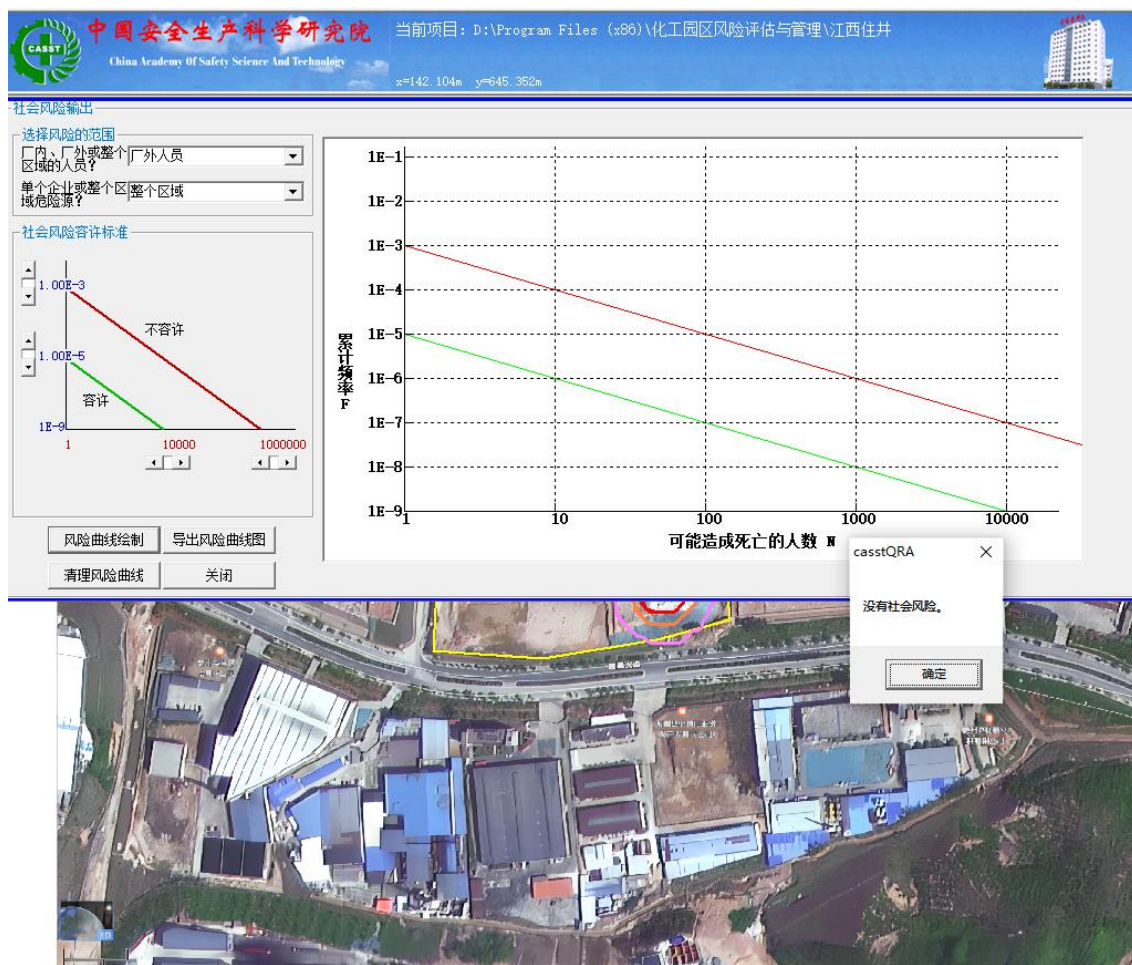 中国安全生产科学研究院
CASST
China Academy Of Safety Science And Technology
当前项目: D:\Program Files (x86)\化工园区风险评估与管理\江西住井
x=142.104m y=645.352m
社会风险输出
选择风险的范围
厂内、厂外或整个
区域的人员?
厂外人员
单个企业或整个区
域危险源?
整个区域
社会风险容许标准
1.00E-3
不容许
1.00E-5
容许
1E-9
1
10000
1000000
风险曲线绘制
导出风险曲线图
清理风险曲线
关闭
1E-1
1E-2
1E-3
1E-4
1E-5
1E-6
1E-7
1E-8
1E-9
累计频率F
1
10
100
1000
10000
可能造成死亡的人数 N
casstQRA
没有社会风险。
确定